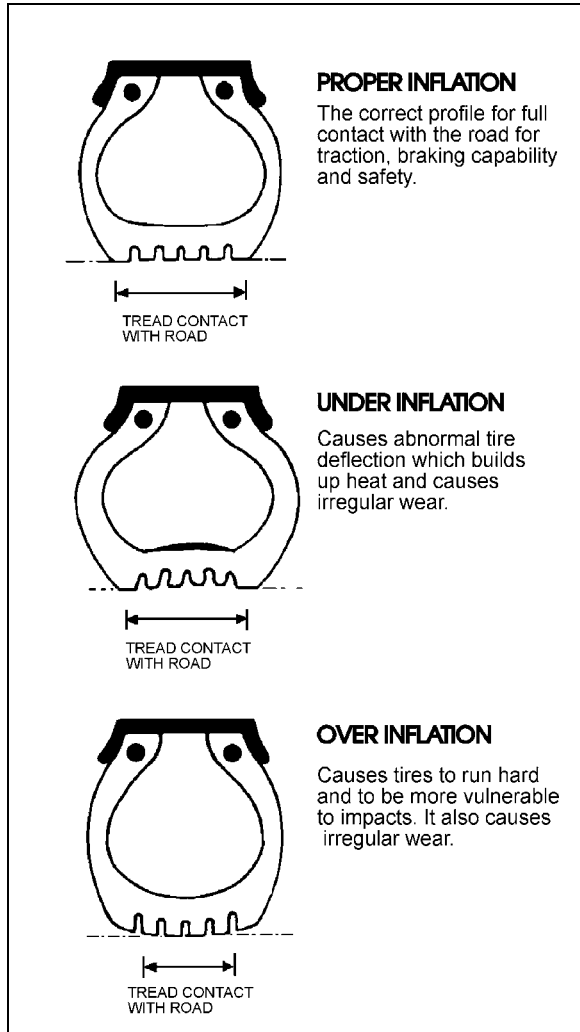 PROPER INFLATION
The correct profile for full
contact with the road for
traction, braking capability
and safety.
TREAD CONTACT
WITH ROAD
UNDER INFLATION
Causes abnormal tire
deflection which builds
up heat and causes
irregular wear.
TREAD CONTACT
WITH ROAD
OVER INFLATION
Causes tires to run hard
and to be more vulnerable
to impacts. It also causes
irregular wear.
TREAD CONTACT
WITH ROAD